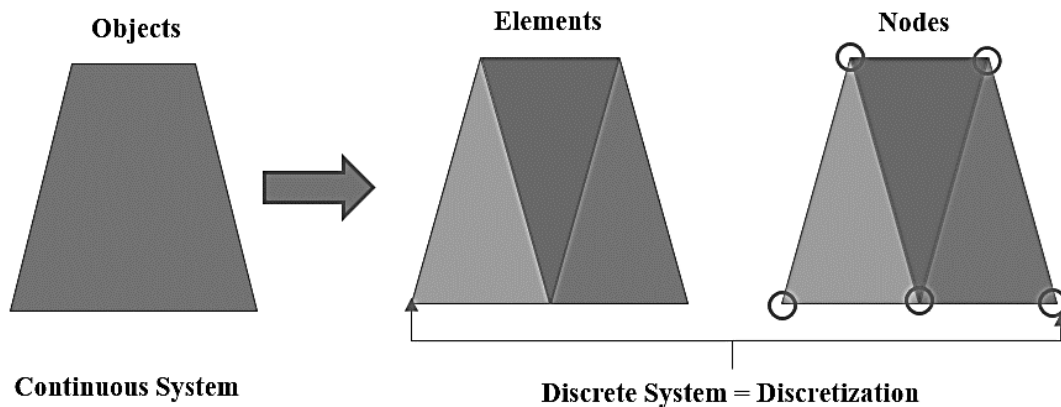 Objects
Elements
Nodes
Continuous System
Discrete System = Discretization